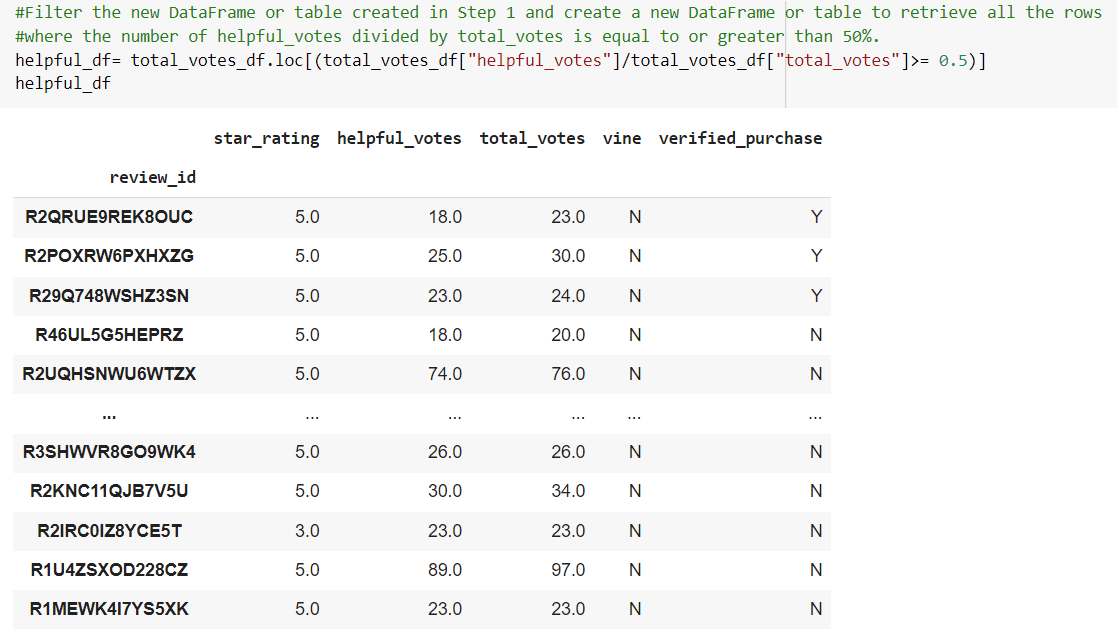 #Filter the new DataFrame or table created in Step 1 and create a new DataFrame or table to retrieve all the rows
#where the number of helpful_votes divided by total_votes is equal to or greater than 50%.
helpful_df= total_votes_df.loc[(total_votes_df["helpful_votes"]/total_votes_df["total_votes"]>= 0.5)]
helpful_df
star_rating helpful_votes total_votes vine verified_purchase
review_id
R2QRUE9REK8OUC 5.0 18.0 23.0 N Y
R2POXRW6PXHXZG 5.0 25.0 30.0 N Y
R29Q748WSHZ3SN 5.0 23.0 24.0 N Y
R46UL5G5HEPRZ 5.0 18.0 20.0 N N
R2UQHSNWU6WTZX 5.0 74.0 76.0 N N
... ... ... ... ... ...
R3SHWVR8GO9WK4 5.0 26.0 26.0 N N
R2KNC11QJB7V5U 5.0 30.0 34.0 N N
R2IRC0IZ8YCE5T 3.0 23.0 23.0 N N
R1U4ZSXOD228CZ 5.0 89.0 97.0 N N
R1MEWK4I7YS5XK 5.0 23.0 23.0 N N